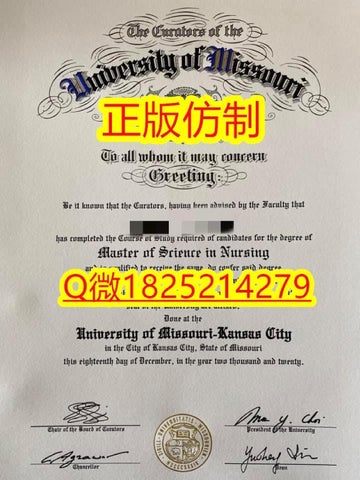 The Curators of the
University of Missouri
正版仿制
To all whom it may concern
Greeting:
Be it known that the Curators, having been advised by the Faculty that
has completed the Course of Study required of candidates for the degree of
Master of Science in Nursing
and is qualified to receive the same, do confer said degree
Q微1825214279
Done at the
University of Missouri-Kansas City
in the City of Kansas City, State of Missouri
this eighteenth day of December, in the year two thousand and twenty.
Chair of the Board of Curators
President of the University
Chancellor
Dean